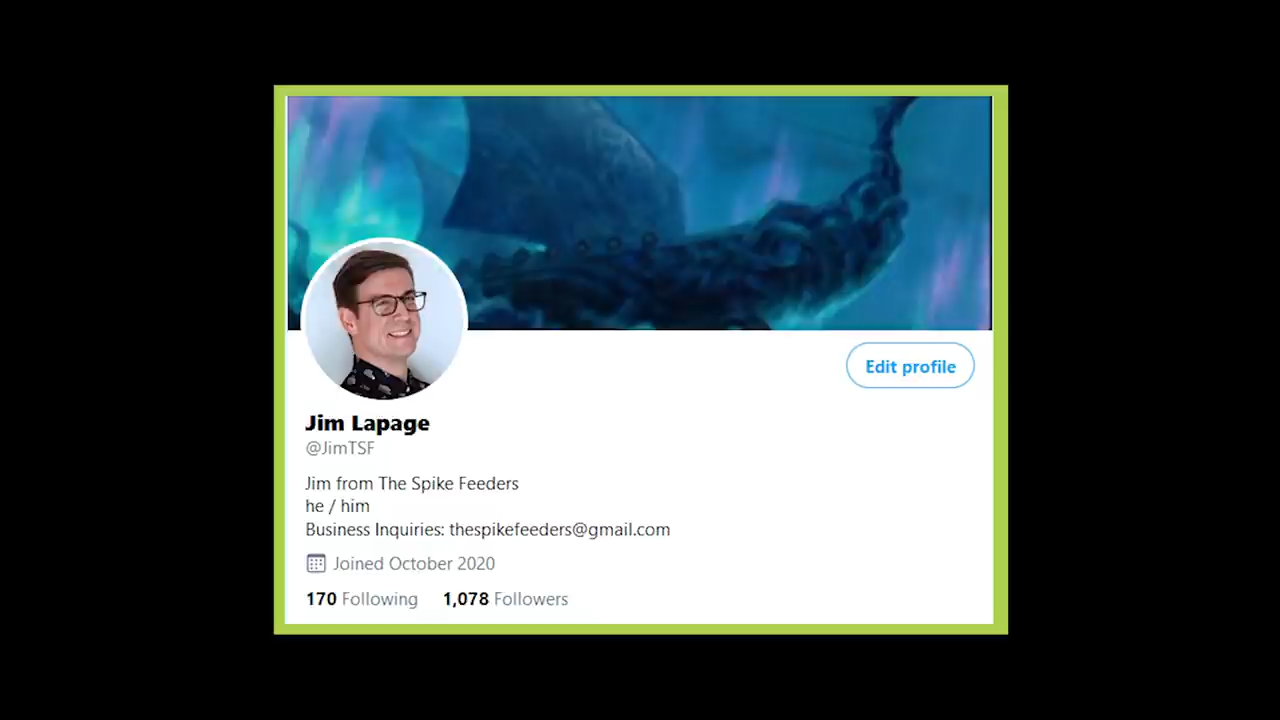 Edit profile
Jim Lapage
@JimTSF
Jim from The Spike Feeders
he / him
Business Inquiries: thespikefeeders@gmail.com
Joined October 2020
170 Following 1,078 Followers